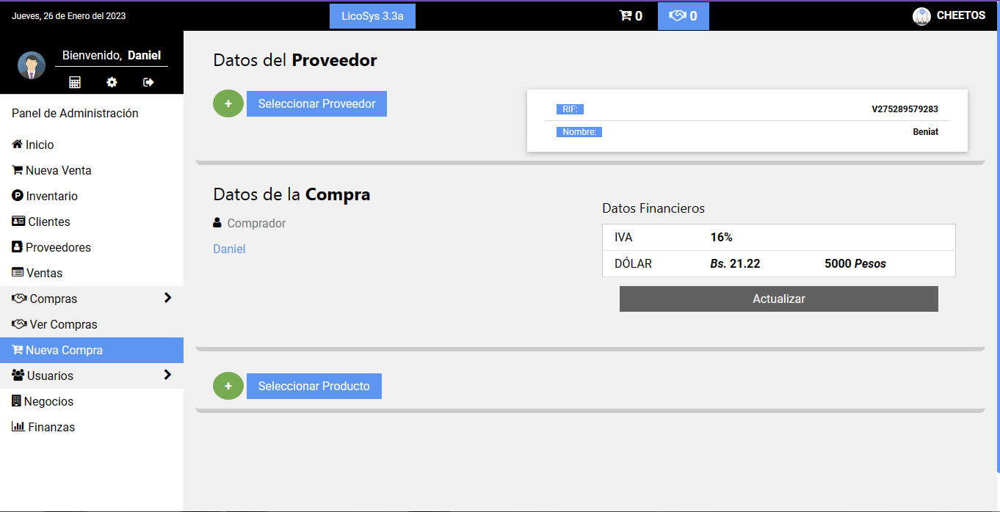 Jueves, 26 de Enero del 2023
LicoSys 3.3a
0
0
CHEETOS
Bienvenido, Daniel
Panel de Administración
Inicio
Nueva Venta
Inventario
Clientes
Proveedores
Ventas
Compras
Ver Compras
Nueva Compra
Usuarios
Negocios
Finanzas
Datos del Proveedor
+ Seleccionar Proveedor
RIF: V275289579283
Nombre: Beniat
Datos de la Compra
Comprador
Daniel
Datos Financieros
IVA 16%
DÓLAR Bs. 21.22 5000 Pesos
Actualizar
+ Seleccionar Producto